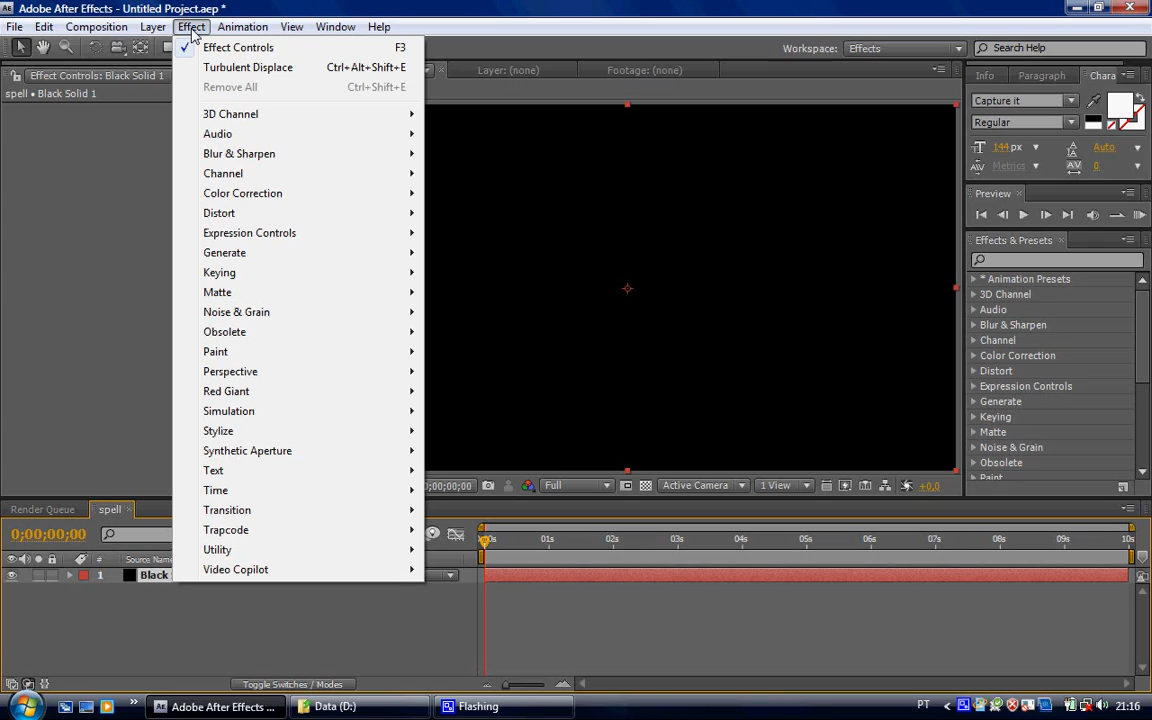 Adobe After Effects - Untitled Project.aep *
File Edit Composition Layer Effect Animation View Window Help
Workspace: Effects Search Help
Effect Controls: Black Solid 1
spell • Black Solid 1
Effect Controls F3
Turbulent Displace Ctrl+Alt+Shift+E
Remove All Ctrl+Shift+E
3D Channel
Audio
Blur & Sharpen
Channel
Color Correction
Distort
Expression Controls
Generate
Keying
Matte
Noise & Grain
Obsolete
Paint
Perspective
Red Giant
Simulation
Stylize
Synthetic Aperture
Text
Time
Transition
Trapcode
Utility
Video Copilot
Layer: (none) Footage: (none)
Info Paragraph Chara
Capture it
Regular
144 px Auto
Metrics 0
Preview
Effects & Presets
* Animation Presets
3D Channel
Audio
Blur & Sharpen
Channel
Color Correction
Distort
Expression Controls
Generate
Keying
Matte
Noise & Grain
Obsolete
Paint
0;00;00;00 Full Active Camera 1 View +0,0
Render Queue spell
0;00;00;00
# Source Name
1 Black
01s 02s 03s 04s 05s 06s 07s 08s 09s 10s
Toggle Switches / Modes
Adobe After Effects ... Data (D:) Flashing PT 21:16